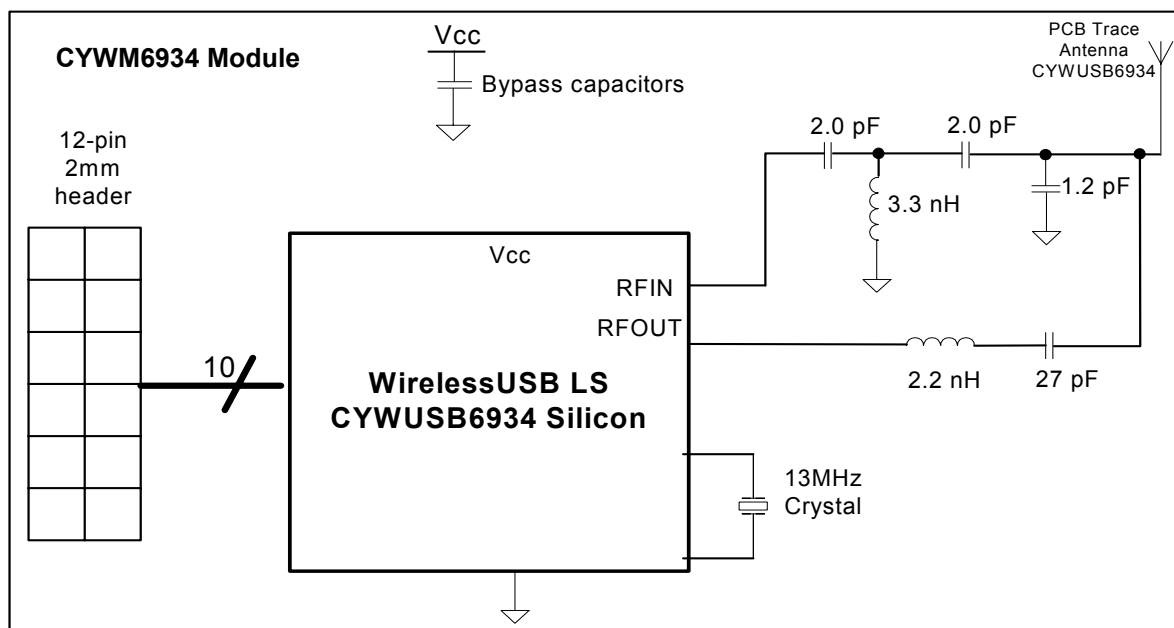 CYWM6934 Module
Vcc
Bypass capacitors
PCB Trace
Antenna
CYWUSB6934
12-pin
2mm
header
2.0 pF
2.0 pF
3.3 nH
1.2 pF
Vcc
RFIN
RFOUT
10
WirelessUSB LS
CYWUSB6934 Silicon
2.2 nH
27 pF
13MHz
Crystal